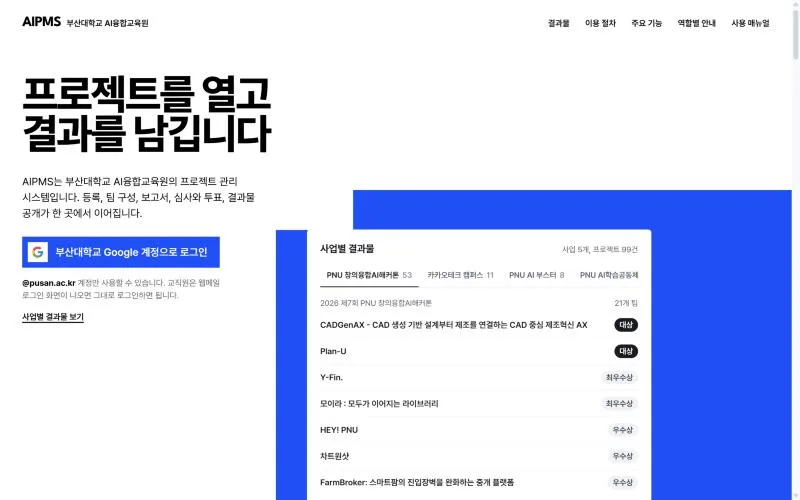 AIPMS 부산대학교 AI융합교육원
결과물 이용 절차 주요 기능 역할별 안내 사용 매뉴얼
프로젝트를 열고
결과를 남깁니다
AIPMS는 부산대학교 AI융합교육원의 프로젝트 관리
시스템입니다. 등록, 팀 구성, 보고서, 심사와 투표, 결과물
공개가 한 곳에서 이어집니다.
부산대학교 Google 계정으로 로그인
@pusan.ac.kr 계정만 사용할 수 있습니다. 교직원은 웹메일
로그인 화면이 나오면 그대로 로그인하면 됩니다.
사업별 결과물 보기
사업별 결과물 사업 5개, 프로젝트 99건
PNU 창의융합AI해커톤 53 카카오테크 캠퍼스 11 PNU AI 부스터 8 PNU AI학습공동체
2026 제7회 PNU 창의융합AI해커톤 21개 팀
CADGenAX - CAD 생성 기반 설계부터 제조를 연결하는 CAD 중심 제조혁신 AX 대상
Plan-U 대상
Y-Fin. 최우수상
모이라 : 모두가 이어지는 라이브러리 최우수상
HEY! PNU 우수상
차트원샷 우수상
FarmBroker: 스마트팜의 진입장벽을 완화하는 중개 플랫폼 우수상